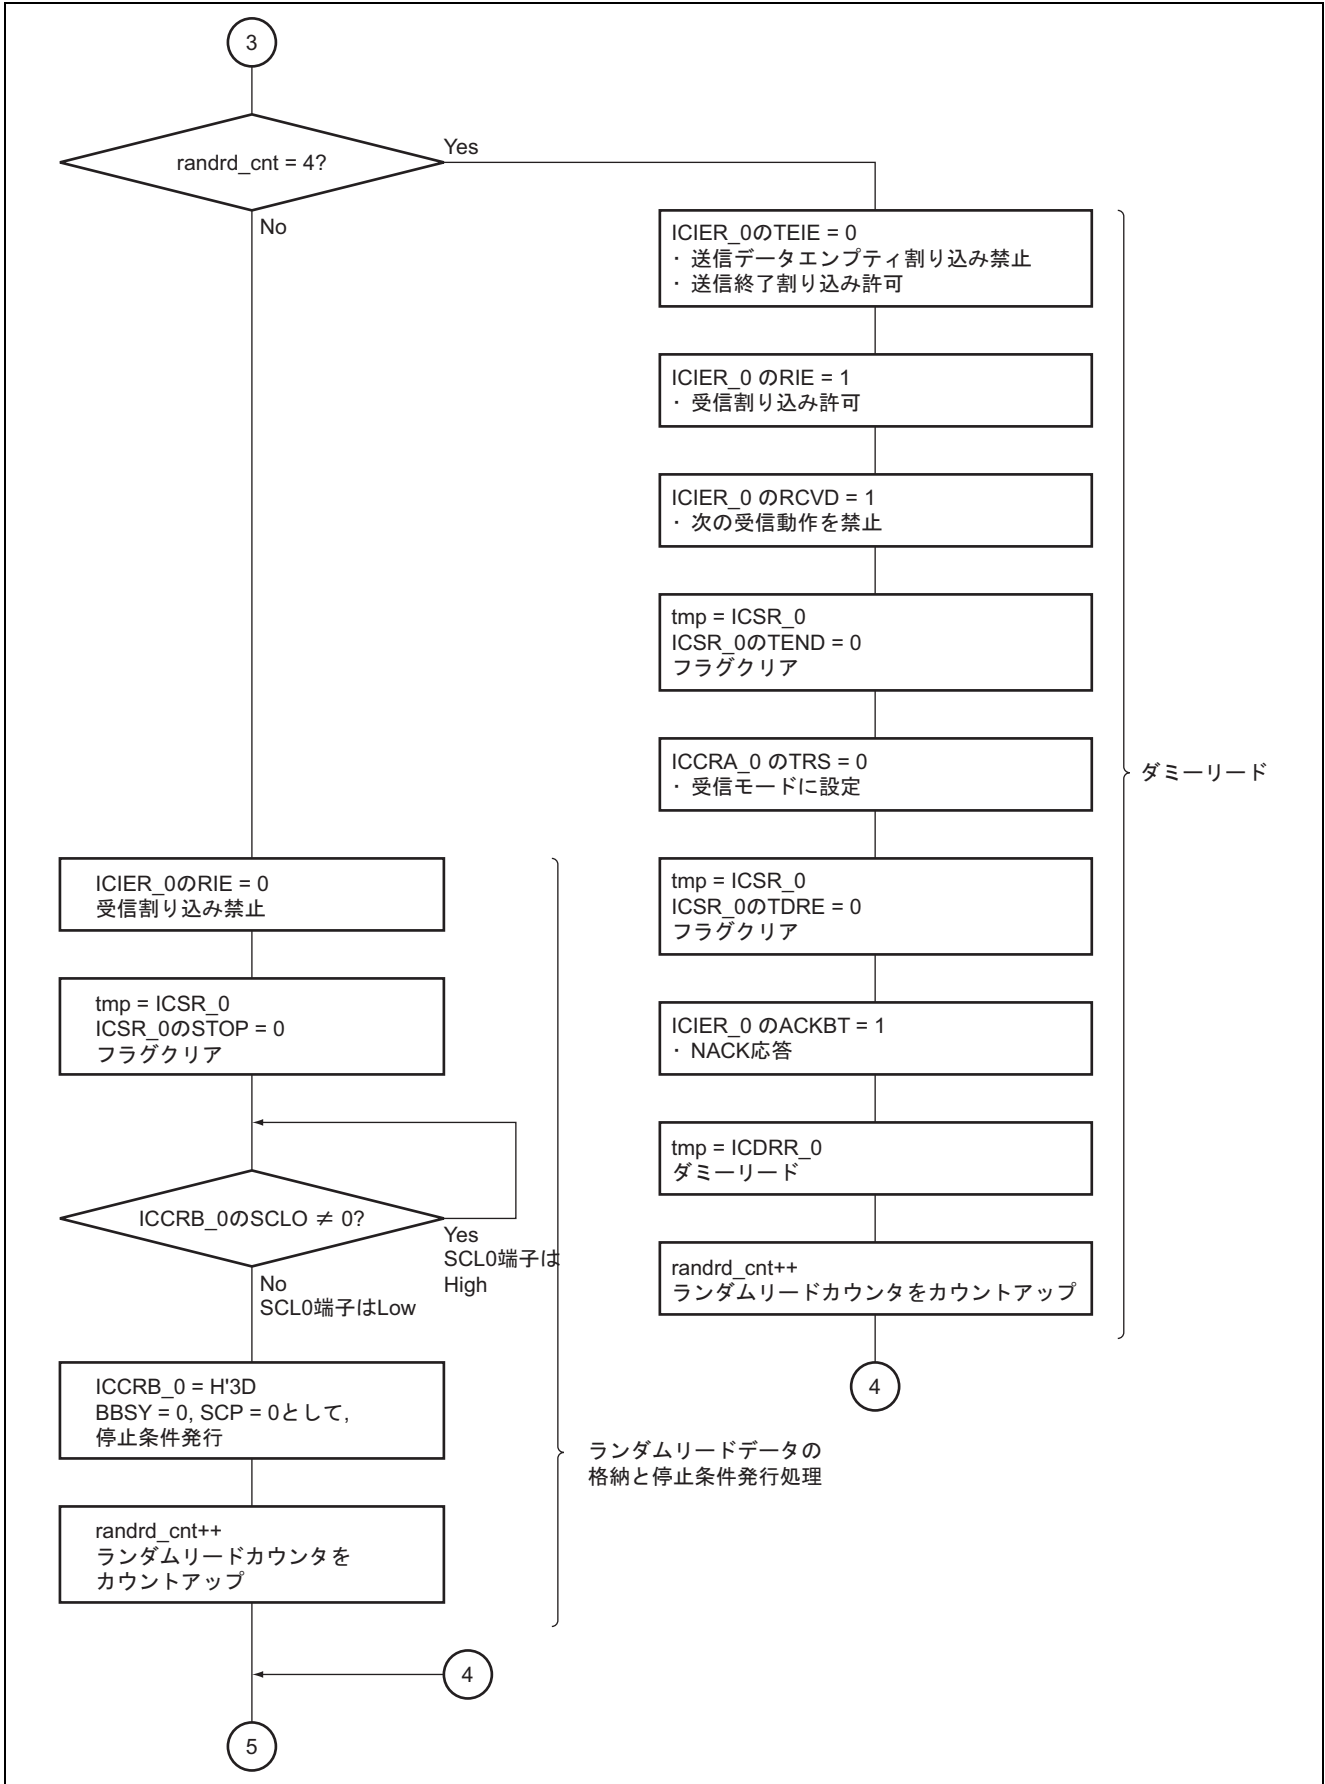 3
randrd_cnt = 4?
Yes
No
ICIER_0のTEIE = 0
・ 送信データエンプティ割り込み禁止
・ 送信終了割り込み許可
ICIER_0 のRIE = 1
・ 受信割り込み許可
ICIER_0 のRCVD = 1
・ 次の受信動作を禁止
tmp = ICSR_0
ICSR_0のTEND = 0
フラグクリア
ICCRA_0 のTRS = 0
・ 受信モードに設定
tmp = ICSR_0
ICSR_0のTDRE = 0
フラグクリア
ICIER_0 のACKBT = 1
・ NACK応答
tmp = ICDRR_0
ダミーリード
randrd_cnt++
ランダムリードカウンタをカウントアップ
4
ダミーリード
ICIER_0のRIE = 0
受信割り込み禁止
tmp = ICSR_0
ICSR_0のSTOP = 0
フラグクリア
ICCRB_0のSCLO ≠ 0?
Yes
SCL0端子は
High
No
SCL0端子はLow
ICCRB_0 = H'3D
BBSY = 0, SCP = 0として,
停止条件発行
randrd_cnt++
ランダムリードカウンタを
カウントアップ
ランダムリードデータの
格納と停止条件発行処理
4
5